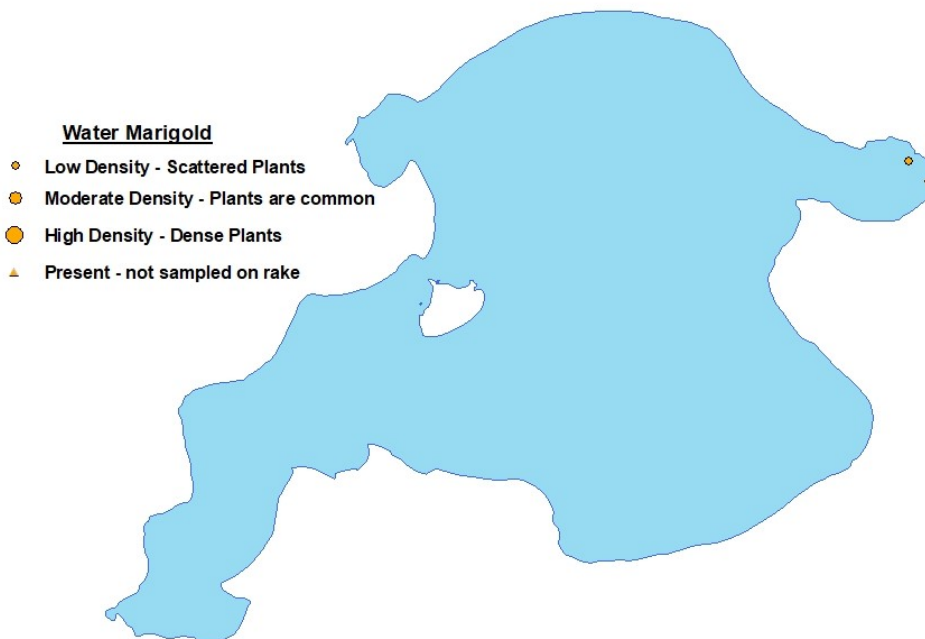 Water Marigold
Low Density - Scattered Plants
Moderate Density - Plants are common
High Density - Dense Plants
Present - not sampled on rake